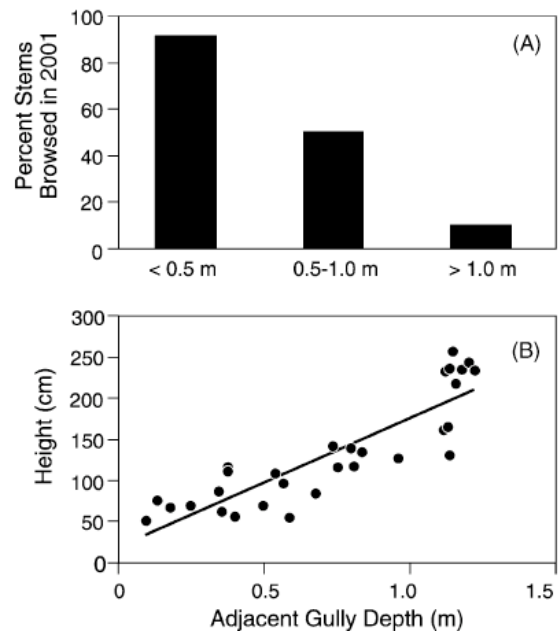 (A)
Percent Stems
Browsed in 2001
100
80
60
40
20
0
< 0.5 m
0.5-1.0 m
> 1.0 m
(B)
Height (cm)
300
250
200
150
100
50
0
0
0.5
1.0
1.5
Adjacent Gully Depth (m)